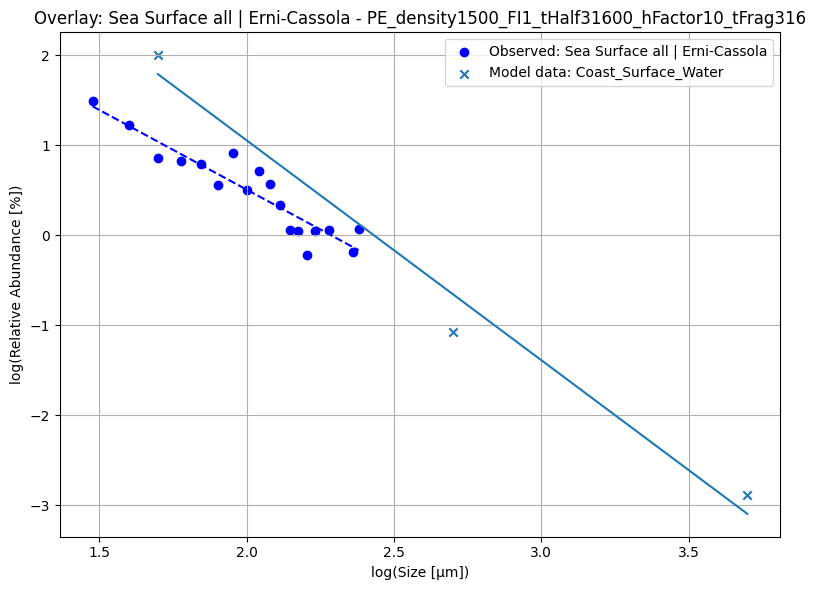 Overlay: Sea Surface all | Erni-Cassola - PE_density1500_FI1_tHalf31600_hFactor10_tFrag316
Observed: Sea Surface all | Erni-Cassola
Model data: Coast_Surface_Water
log(Relative Abundance [%])
2
1
0
−1
−2
−3
1.5 2.0 2.5 3.0 3.5
log(Size [μm])